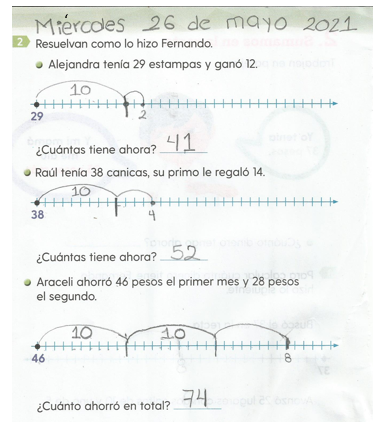 Miércoles 26 de mayo 2021
2 Resuelvan como lo hizo Fernando.
Alejandra tenía 29 estampas y ganó 12.
10
29 2
¿Cuántas tiene ahora? 41
Raúl tenía 38 canicas, su primo le regaló 14.
10
38 4
¿Cuántas tiene ahora? 52
Araceli ahorró 46 pesos el primer mes y 28 pesos
el segundo.
10 10
46 8
¿Cuánto ahorró en total? 74